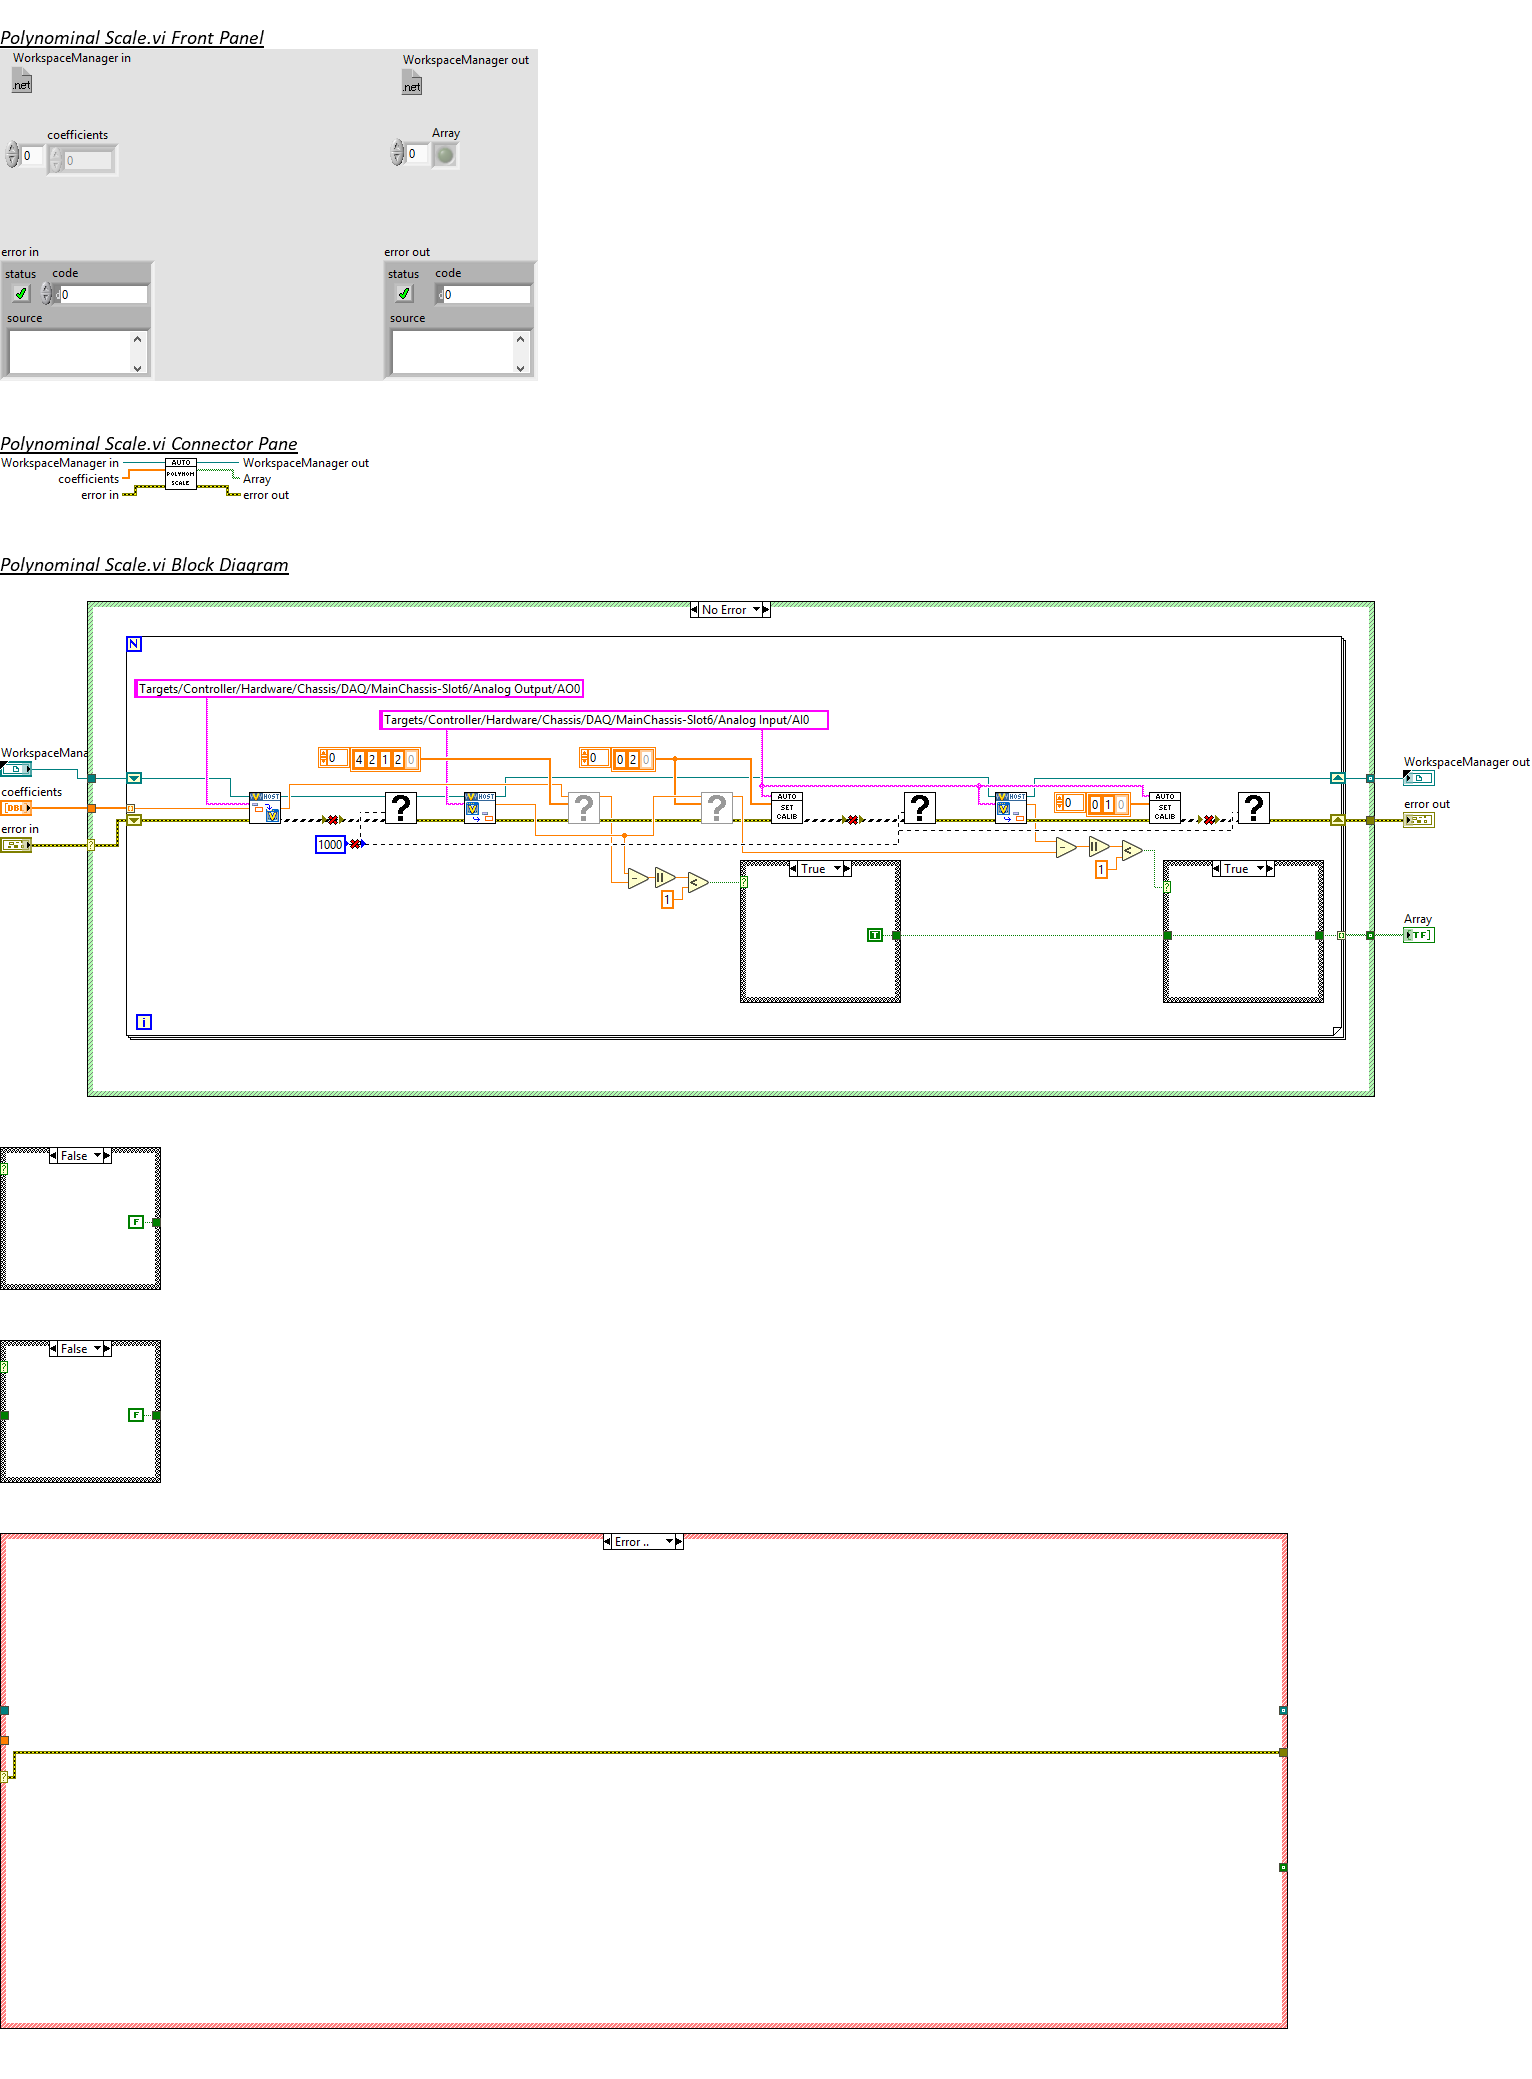 Polynominal Scale.vi Front Panel
WorkspaceManager in
WorkspaceManager out
.net
.net
coefficients
Array
0
0
0
error in
error out
status code
status code
0
0
source
source
Polynominal Scale.vi Connector Pane
WorkspaceManager in
AUTO
WorkspaceManager out
coefficients
POLYNOM
Array
error in
SCALE
error out
Polynominal Scale.vi Block Diagram
No Error
N
Targets/Controller/Hardware/Chassis/DAQ/MainChassis-Slot6/Analog Output/AO0
Targets/Controller/Hardware/Chassis/DAQ/MainChassis-Slot6/Analog Input/AI0
WorkspaceMana
0 4 2 1 2 0
0 0 2 0
WorkspaceManager out
coefficients
DBL
HOST
?
HOST
?
?
AUTO
SET
CALIB
?
HOST
0 0 1 0
AUTO
SET
CALIB
?
error out
error in
?
1000
1
1
True
True
?
?
T
Array
TF
i
False
?
F
False
?
F
Error ..
?